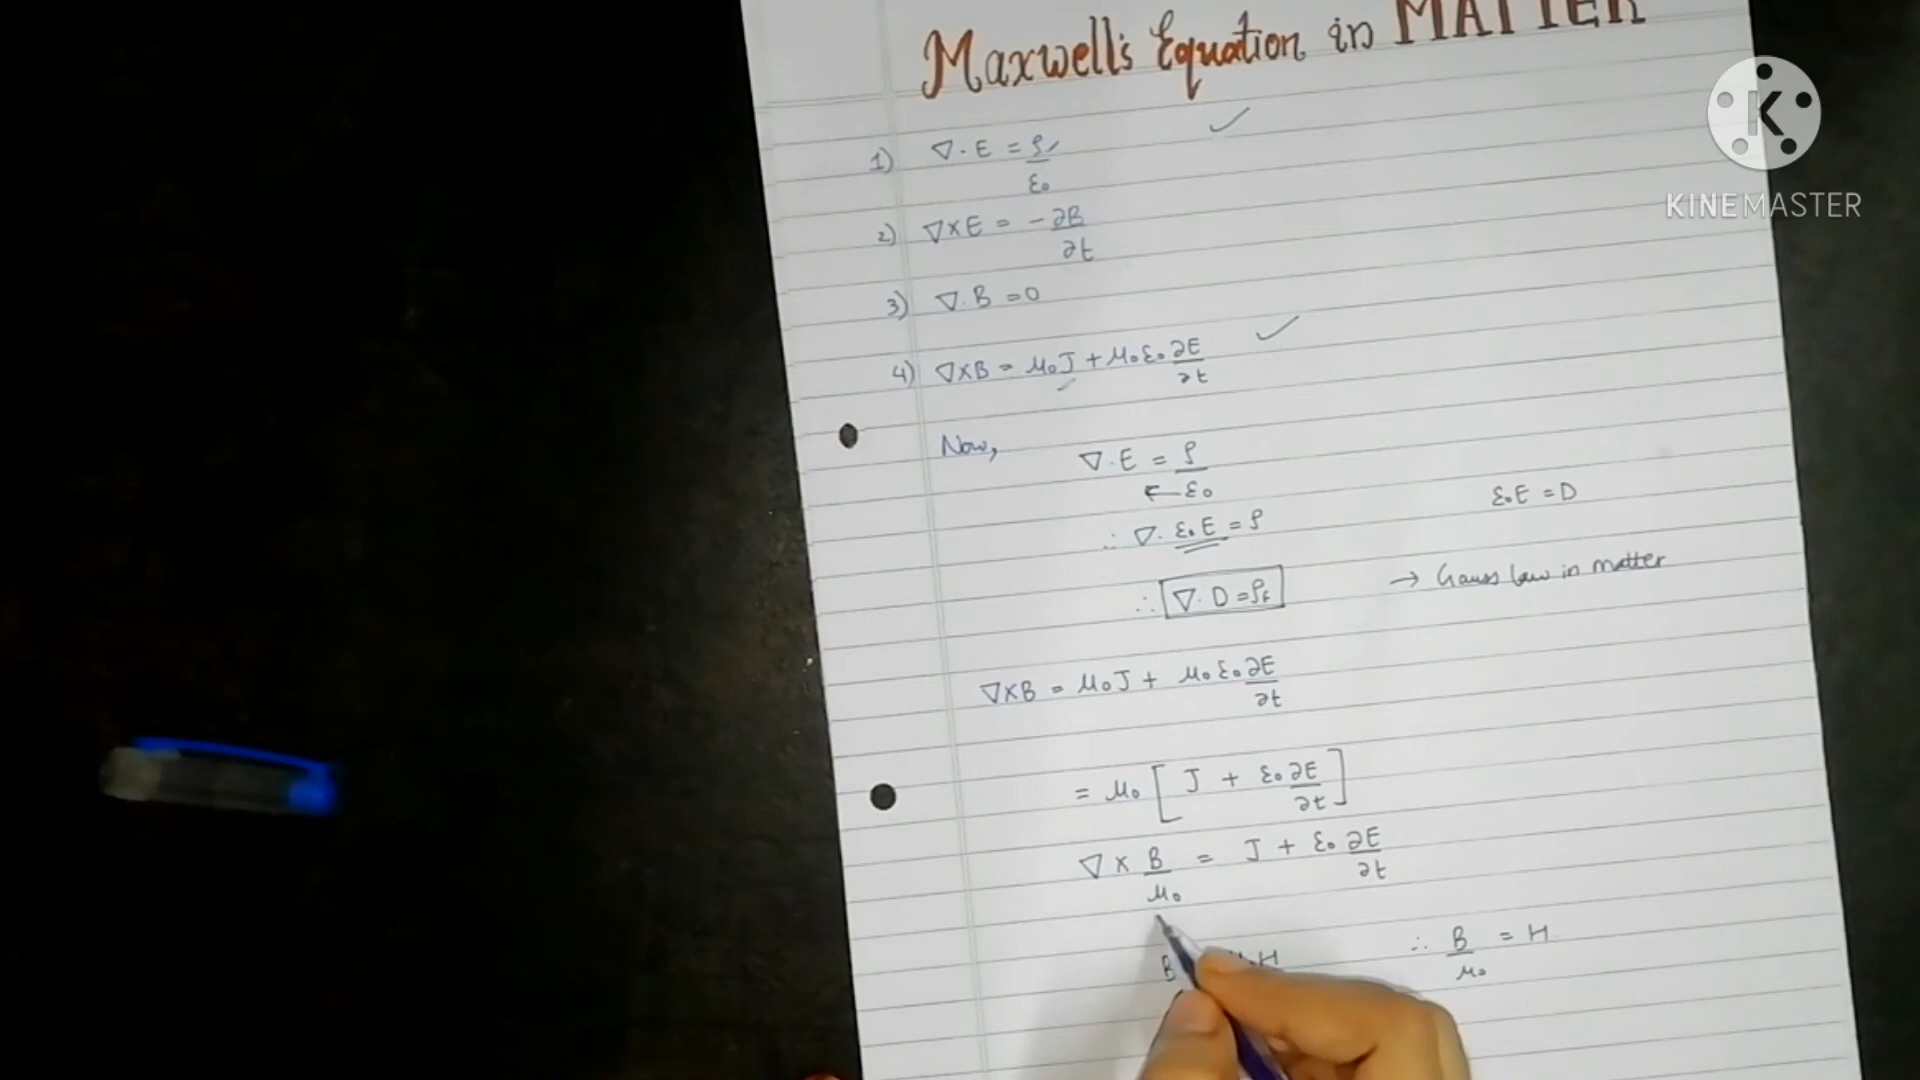 Maxwell's Equation in MATTER
K
KINEMASTER
1) ∇·E = ρ/ε₀
2) ∇×E = -∂B/∂t
3) ∇·B = 0
4) ∇×B = μ₀J + μ₀ε₀ ∂E/∂t
Now, ∇·E = ρ/ε₀
ε₀E = D
∴ ∇·ε₀E = ρ
∴ ∇·D = ρf → Gauss law in matter
∇×B = μ₀J + μ₀ε₀ ∂E/∂t
= μ₀[J + ε₀ ∂E/∂t]
∇×B/μ₀ = J + ε₀ ∂E/∂t
B H ∴ B/μ₀ = H